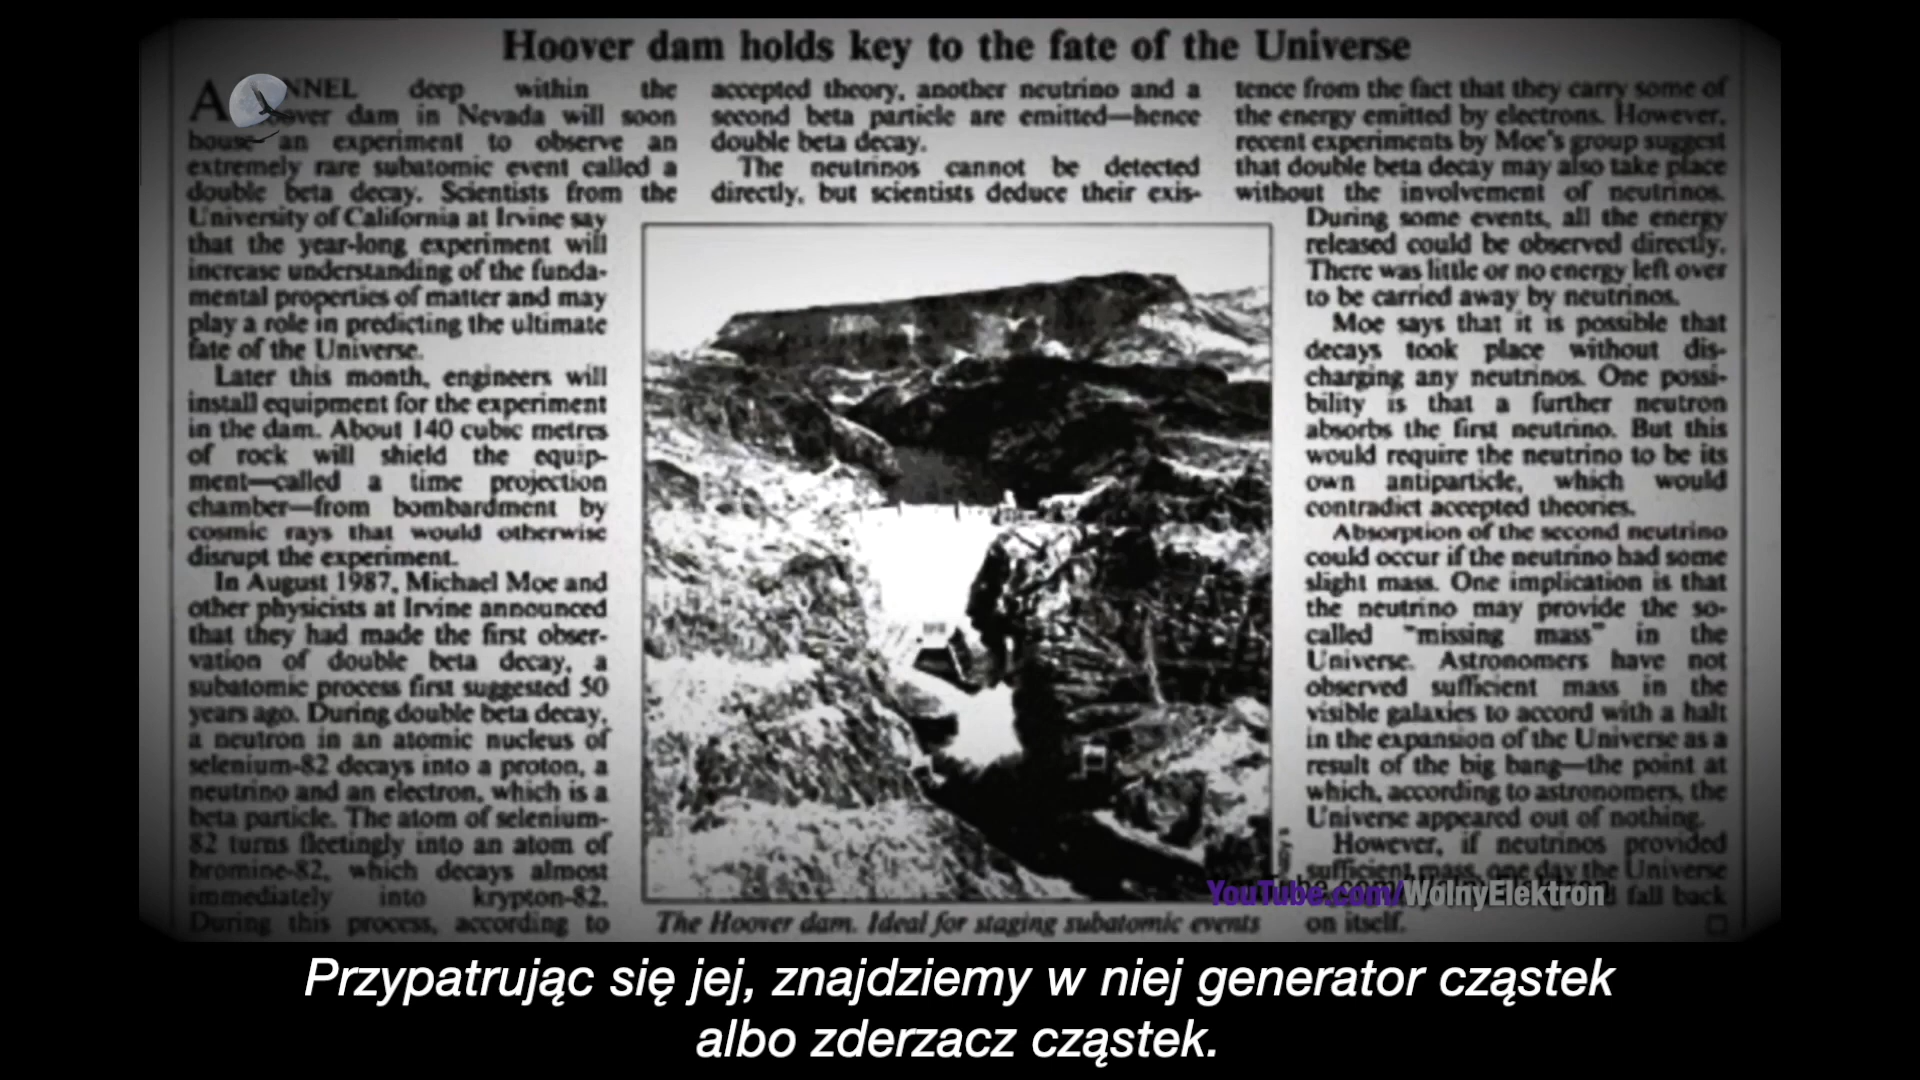 Hoover dam holds key to the fate of the Universe
A NNEL deep within the
over dam in Nevada will soon
house an experiment to observe an
extremely rare subatomic event called a
double beta decay. Scientists from the
University of California at Irvine say
that the year-long experiment will
increase understanding of the funda-
mental properties of matter and may
play a role in predicting the ultimate
fate of the Universe.
Later this month, engineers will
install equipment for the experiment
in the dam. About 140 cubic metres
of rock will shield the equip-
ment—called a time projection
chamber—from bombardment by
cosmic rays that would otherwise
disrupt the experiment.
In August 1987, Michael Moe and
other physicists at Irvine announced
that they had made the first obser-
vation of double beta decay, a
subatomic process first suggested 50
years ago. During double beta decay,
a neutron in an atomic nucleus of
selenium-82 decays into a proton, a
neutrino and an electron, which is a
beta particle. The atom of selenium-
82 turns fleetingly into an atom of
bromine-82, which decays almost
immediately into krypton-82.
During this process, according to
accepted theory, another neutrino and a
second beta particle are emitted—hence
double beta decay.
The neutrinos cannot be detected
directly, but scientists deduce their exis-
tence from the fact that they carry some of
the energy emitted by electrons. However,
recent experiments by Moe's group suggest
that double beta decay may also take place
without the involvement of neutrinos.
During some events, all the energy
released could be observed directly.
There was little or no energy left over
to be carried away by neutrinos.
Moe says that it is possible that
decays took place without dis-
charging any neutrinos. One possi-
bility is that a further neutron
absorbs the first neutrino. But this
would require the neutrino to be its
own antiparticle, which would
contradict accepted theories.
Absorption of the second neutrino
could occur if the neutrino had some
slight mass. One implication is that
the neutrino may provide the so-
called "missing mass" in the
Universe. Astronomers have not
observed sufficient mass in the
visible galaxies to accord with a halt
in the expansion of the Universe as a
result of the big bang—the point at
which, according to astronomers, the
Universe appeared out of nothing.
However, if neutrinos provided
sufficient mass, one day the Universe
fall back
on itself.
The Hoover dam. Ideal for staging subatomic events
YouTube.com/WolnyElektron
Przypatrując się jej, znajdziemy w niej generator cząstek
albo zderzacz cząstek.